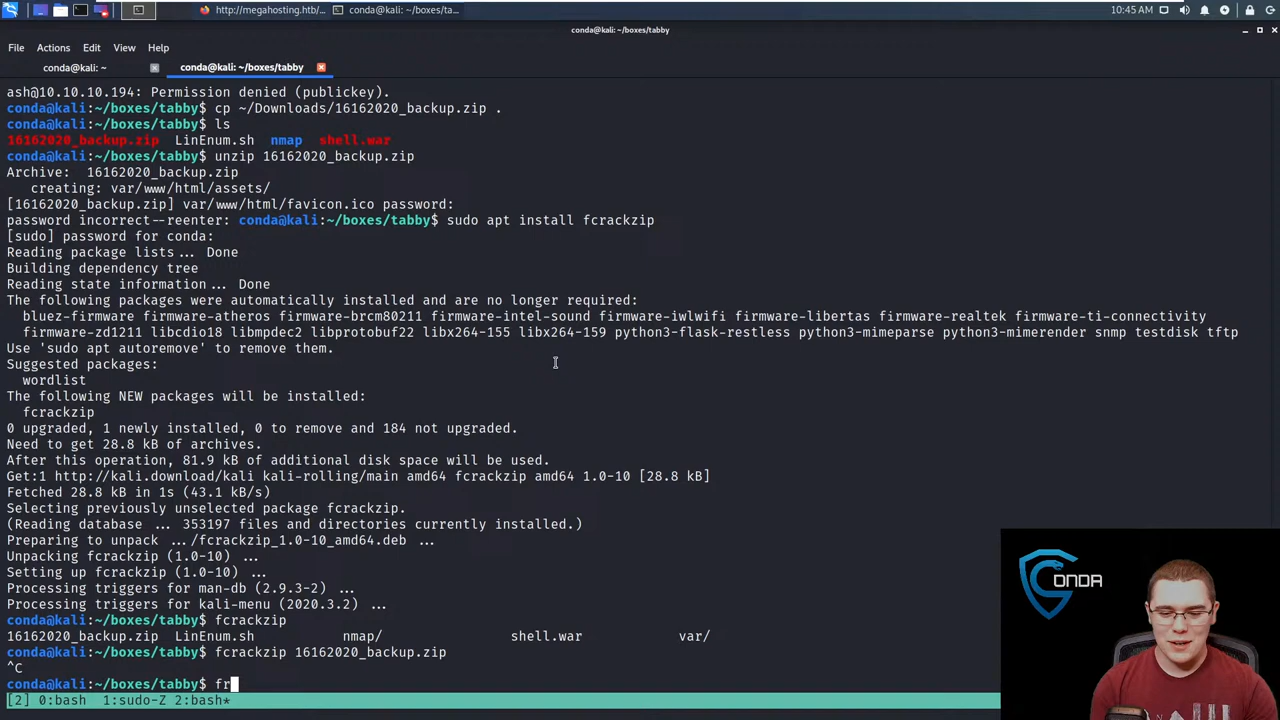 http://megahosting.htb/
conda@kali: ~/boxes/ta...
10:45 AM
conda@kali: ~/boxes/tabby
File Actions Edit View Help
conda@kali: ~
conda@kali: ~/boxes/tabby
ash@10.10.10.194: Permission denied (publickey).
conda@kali:~/boxes/tabby$ cp ~/Downloads/16162020_backup.zip .
conda@kali:~/boxes/tabby$ ls
16162020_backup.zip LinEnum.sh nmap shell.war
conda@kali:~/boxes/tabby$ unzip 16162020_backup.zip
Archive: 16162020_backup.zip
creating: var/www/html/assets/
[16162020_backup.zip] var/www/html/favicon.ico password:
password incorrect--reenter: conda@kali:~/boxes/tabby$ sudo apt install fcrackzip
[sudo] password for conda:
Reading package lists... Done
Building dependency tree
Reading state information... Done
The following packages were automatically installed and are no longer required:
bluez-firmware firmware-atheros firmware-brcm80211 firmware-intel-sound firmware-iwlwifi firmware-libertas firmware-realtek firmware-ti-connectivity
firmware-zd1211 libcdio18 libmpdec2 libprotobuf22 libx264-155 libx264-159 python3-flask-restless python3-mimeparse python3-mimerender snmp testdisk tftp
Use 'sudo apt autoremove' to remove them.
Suggested packages:
wordlist
The following NEW packages will be installed:
fcrackzip
0 upgraded, 1 newly installed, 0 to remove and 184 not upgraded.
Need to get 28.8 kB of archives.
After this operation, 81.9 kB of additional disk space will be used.
Get:1 http://kali.download/kali kali-rolling/main amd64 fcrackzip amd64 1.0-10 [28.8 kB]
Fetched 28.8 kB in 1s (43.1 kB/s)
Selecting previously unselected package fcrackzip.
(Reading database ... 353197 files and directories currently installed.)
Preparing to unpack .../fcrackzip_1.0-10_amd64.deb ...
Unpacking fcrackzip (1.0-10) ...
Setting up fcrackzip (1.0-10) ...
Processing triggers for man-db (2.9.3-2) ...
Processing triggers for kali-menu (2020.3.2) ...
conda@kali:~/boxes/tabby$ fcrackzip
16162020_backup.zip LinEnum.sh nmap/ shell.war var/
conda@kali:~/boxes/tabby$ fcrackzip 16162020_backup.zip
^C
conda@kali:~/boxes/tabby$ fr
[2] 0:bash 1:sudo-Z 2:bash*
CONDA